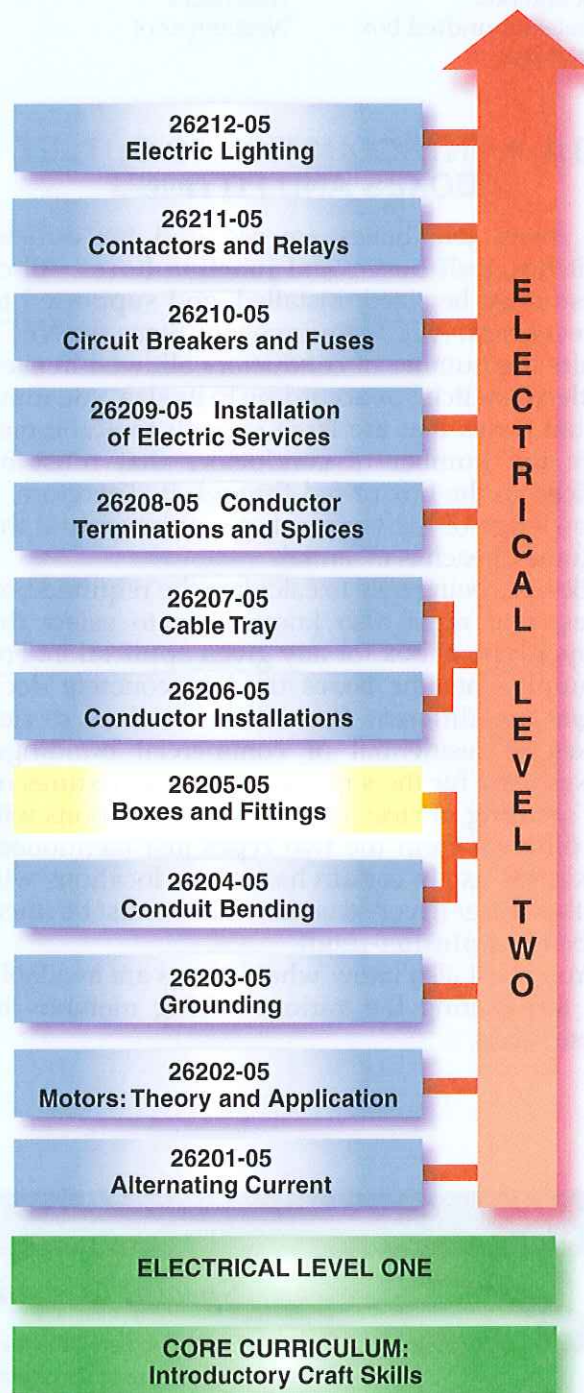 26212-05
Electric Lighting
26211-05
Contactors and Relays
26210-05
Circuit Breakers and Fuses
26209-05 Installation
of Electric Services
26208-05 Conductor
Terminations and Splices
26207-05
Cable Tray
26206-05
Conductor Installations
26205-05
Boxes and Fittings
26204-05
Conduit Bending
26203-05
Grounding
26202-05
Motors: Theory and Application
26201-05
Alternating Current
ELECTRICAL LEVEL TWO
ELECTRICAL LEVEL ONE
CORE CURRICULUM:
Introductory Craft Skills